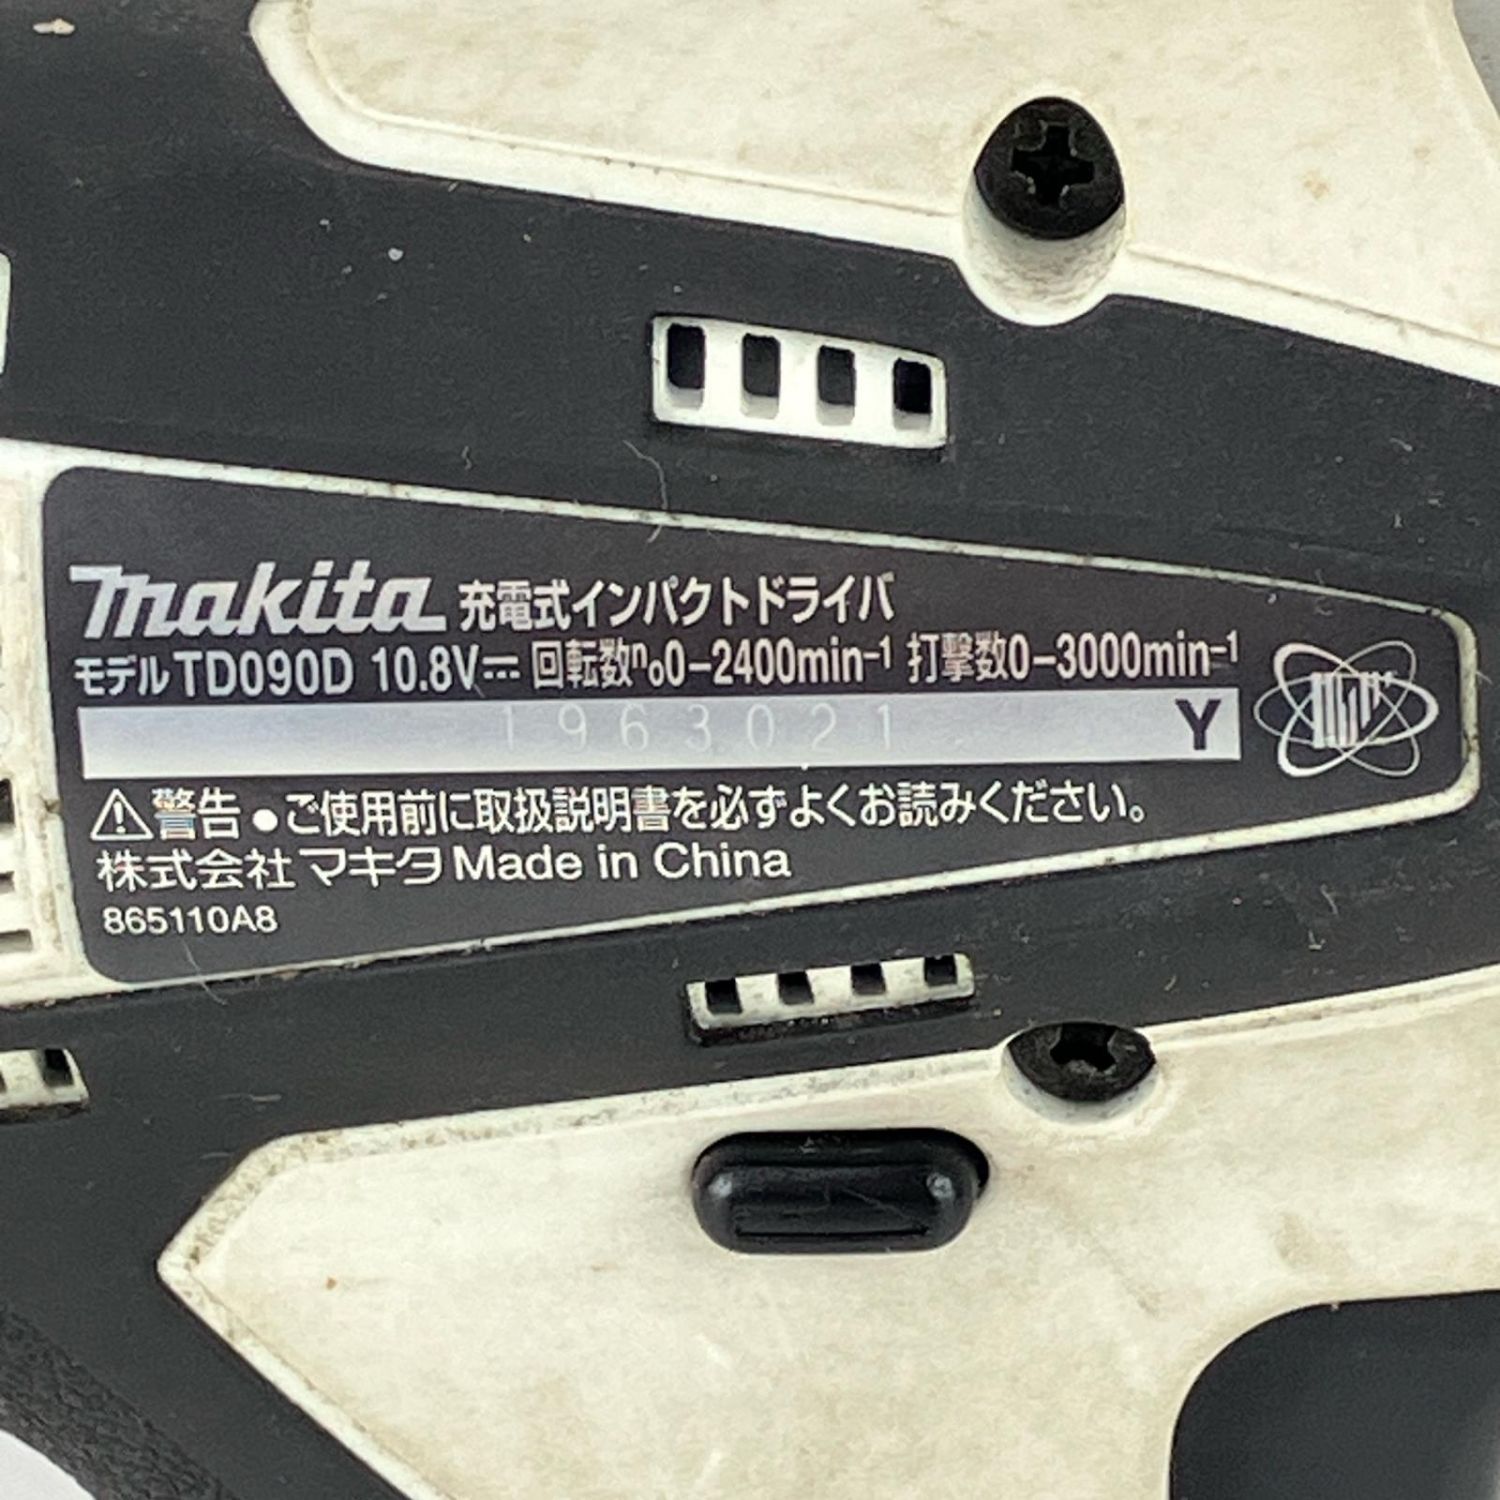 makita 充電式インパクトドライバ
モデル TD090D 10.8V⎓ 回転数n₀0-2400min⁻¹ 打撃数0-3000min⁻¹
1963021 Y
⚠警告 ●ご使用前に取扱説明書を必ずよくお読みください。
株式会社 マキタ Made in China
865110A8